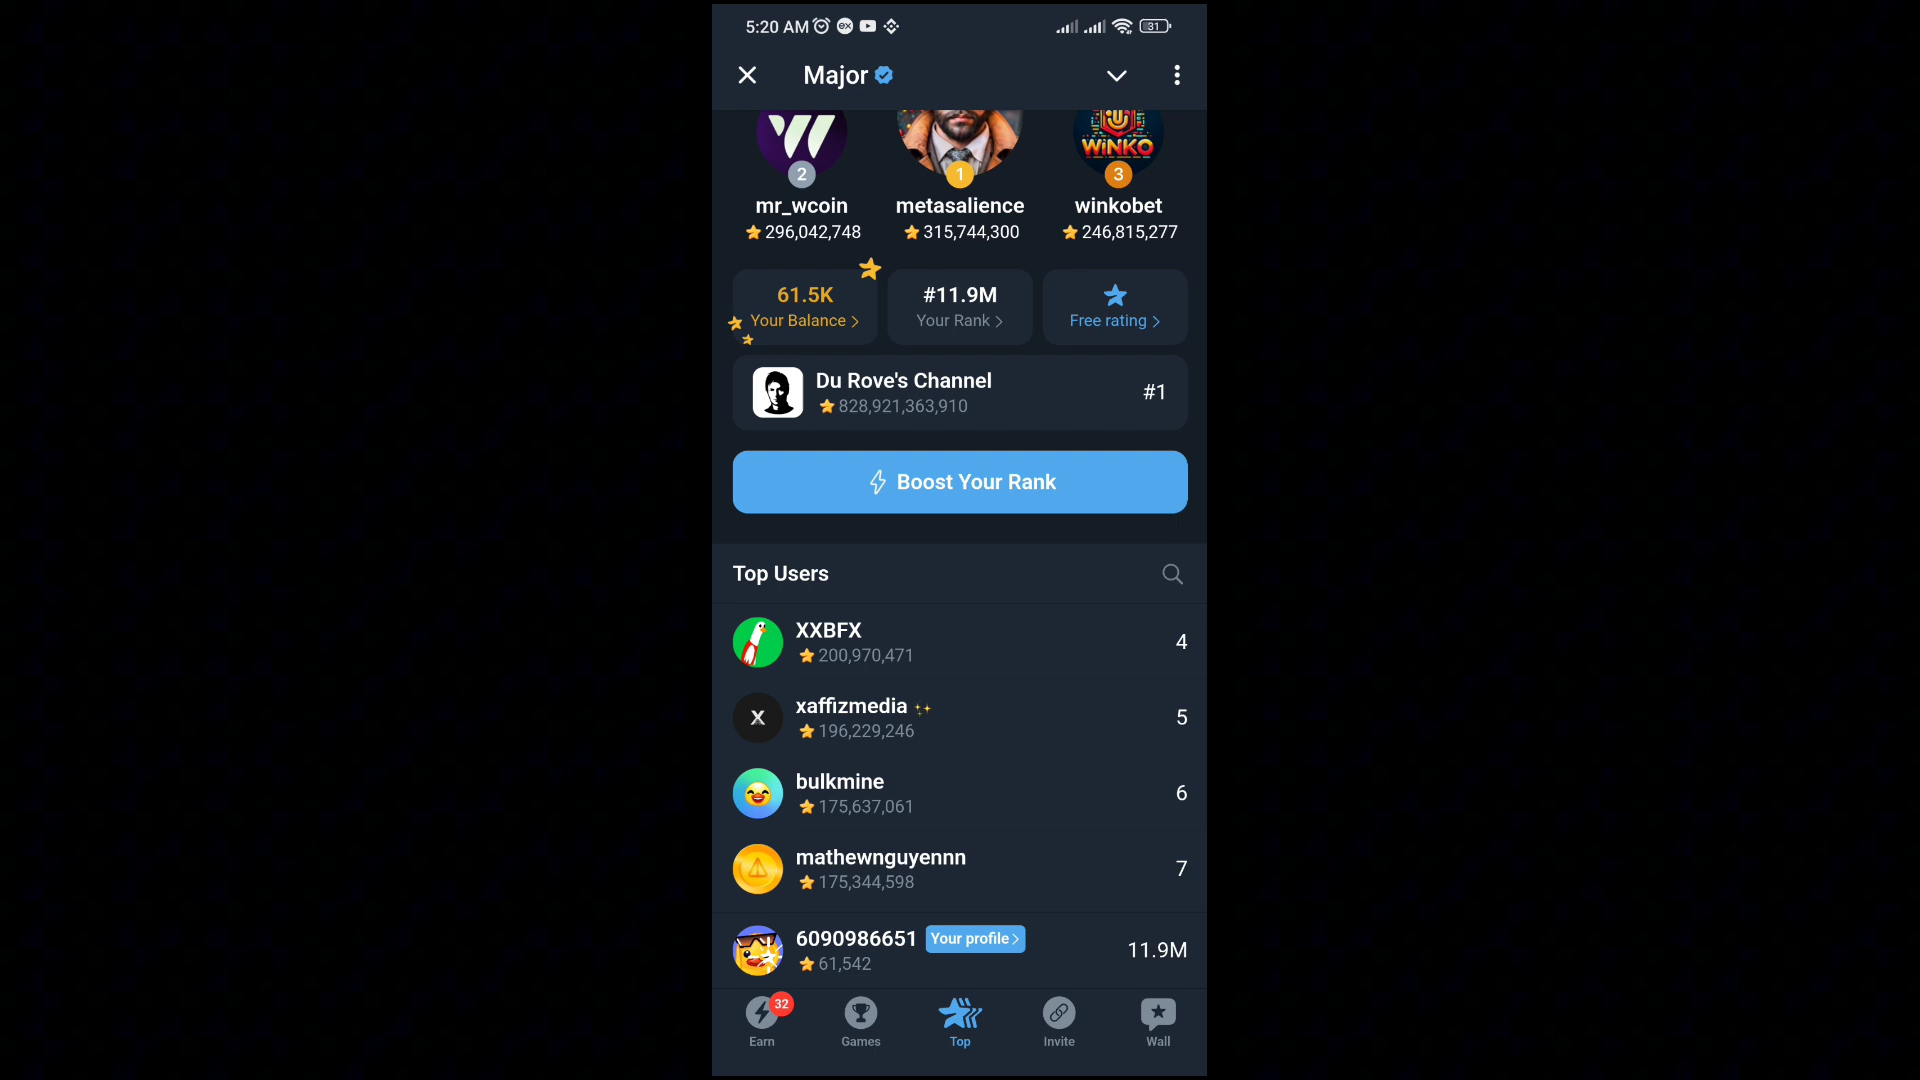 5:20 AM
31
Major
WiNKO
2
1
3
mr_wcoin
metasalience
winkobet
296,042,748
315,744,300
246,815,277
61.5K
#11.9M
Your Balance
Your Rank
Free rating
Du Rove's Channel
828,921,363,910
#1
Boost Your Rank
Top Users
XXBFX
200,970,471
4
X
xaffizmedia
196,229,246
5
bulkmine
175,637,061
6
mathewnguyennn
175,344,598
7
6090986651 Your profile
61,542
11.9M
32
Earn
Games
Top
Invite
Wall